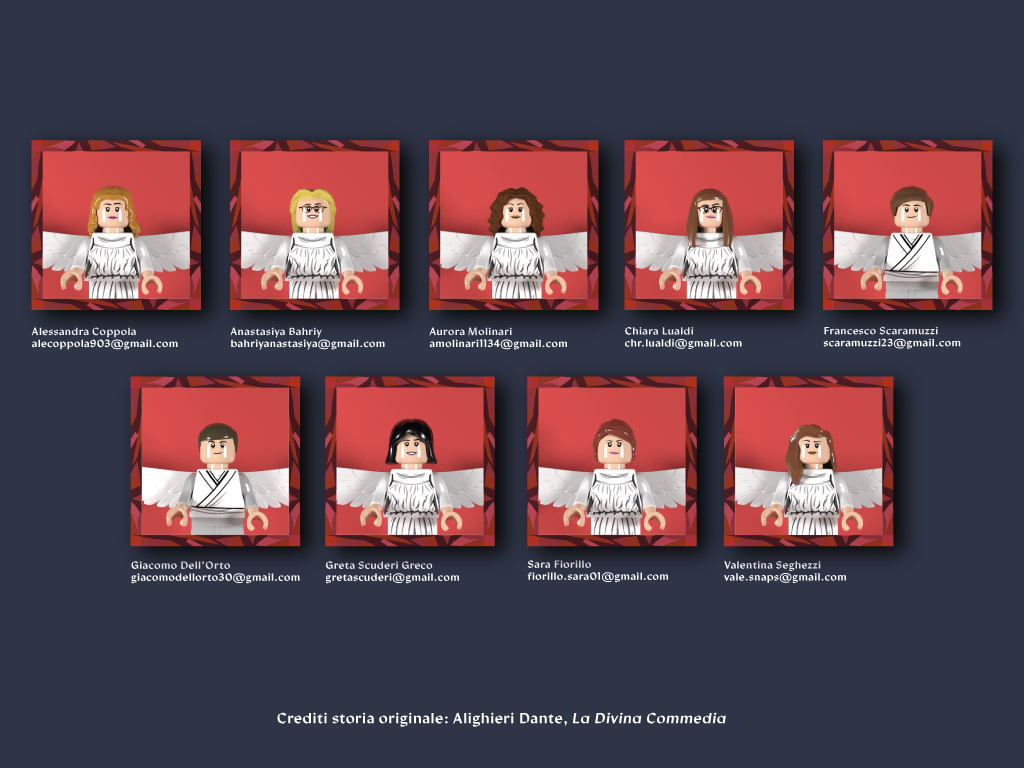 Alessandra Coppola
alecoppola903@gmail.com
Anastasiya Bahriy
bahriyanastasiya@gmail.com
Aurora Molinari
amolinari1134@gmail.com
Chiara Lualdi
chr.lualdi@gmail.com
Francesco Scaramuzzi
scaramuzzi23@gmail.com
Giacomo Dell'Orto
giacomodellorto30@gmail.com
Greta Scuderi Greco
gretascuderi@gmail.com
Sara Fiorillo
fiorillo.sara01@gmail.com
Valentina Seghezzi
vale.snaps@gmail.com
Crediti storia originale: Alighieri Dante, La Divina Commedia